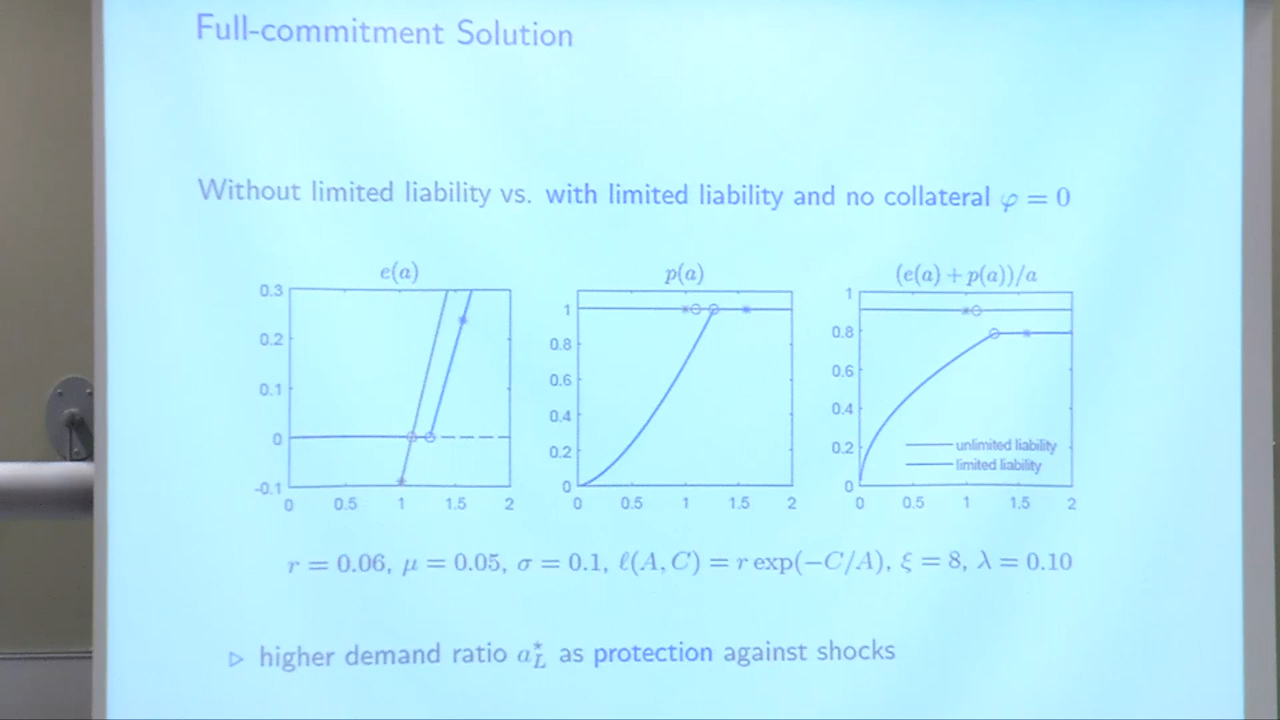 Full-commitment Solution
Without limited liability vs. with limited liability and no collateral φ = 0
e(a)
p(a)
(e(a) + p(a))/a
0.3
0.2
0.1
0
-0.1
0 0.5 1 1.5 2
1
0.8
0.6
0.4
0.2
0
0 0.5 1 1.5 2
1
0.8
0.6
0.4
0.2
0
0 0.5 1 1.5 2
unlimited liability
limited liability
r = 0.06, μ = 0.05, σ = 0.1, ℓ(A, C) = r exp(−C/A), ξ = 8, λ = 0.10
▷ higher demand ratio a*_L as protection against shocks